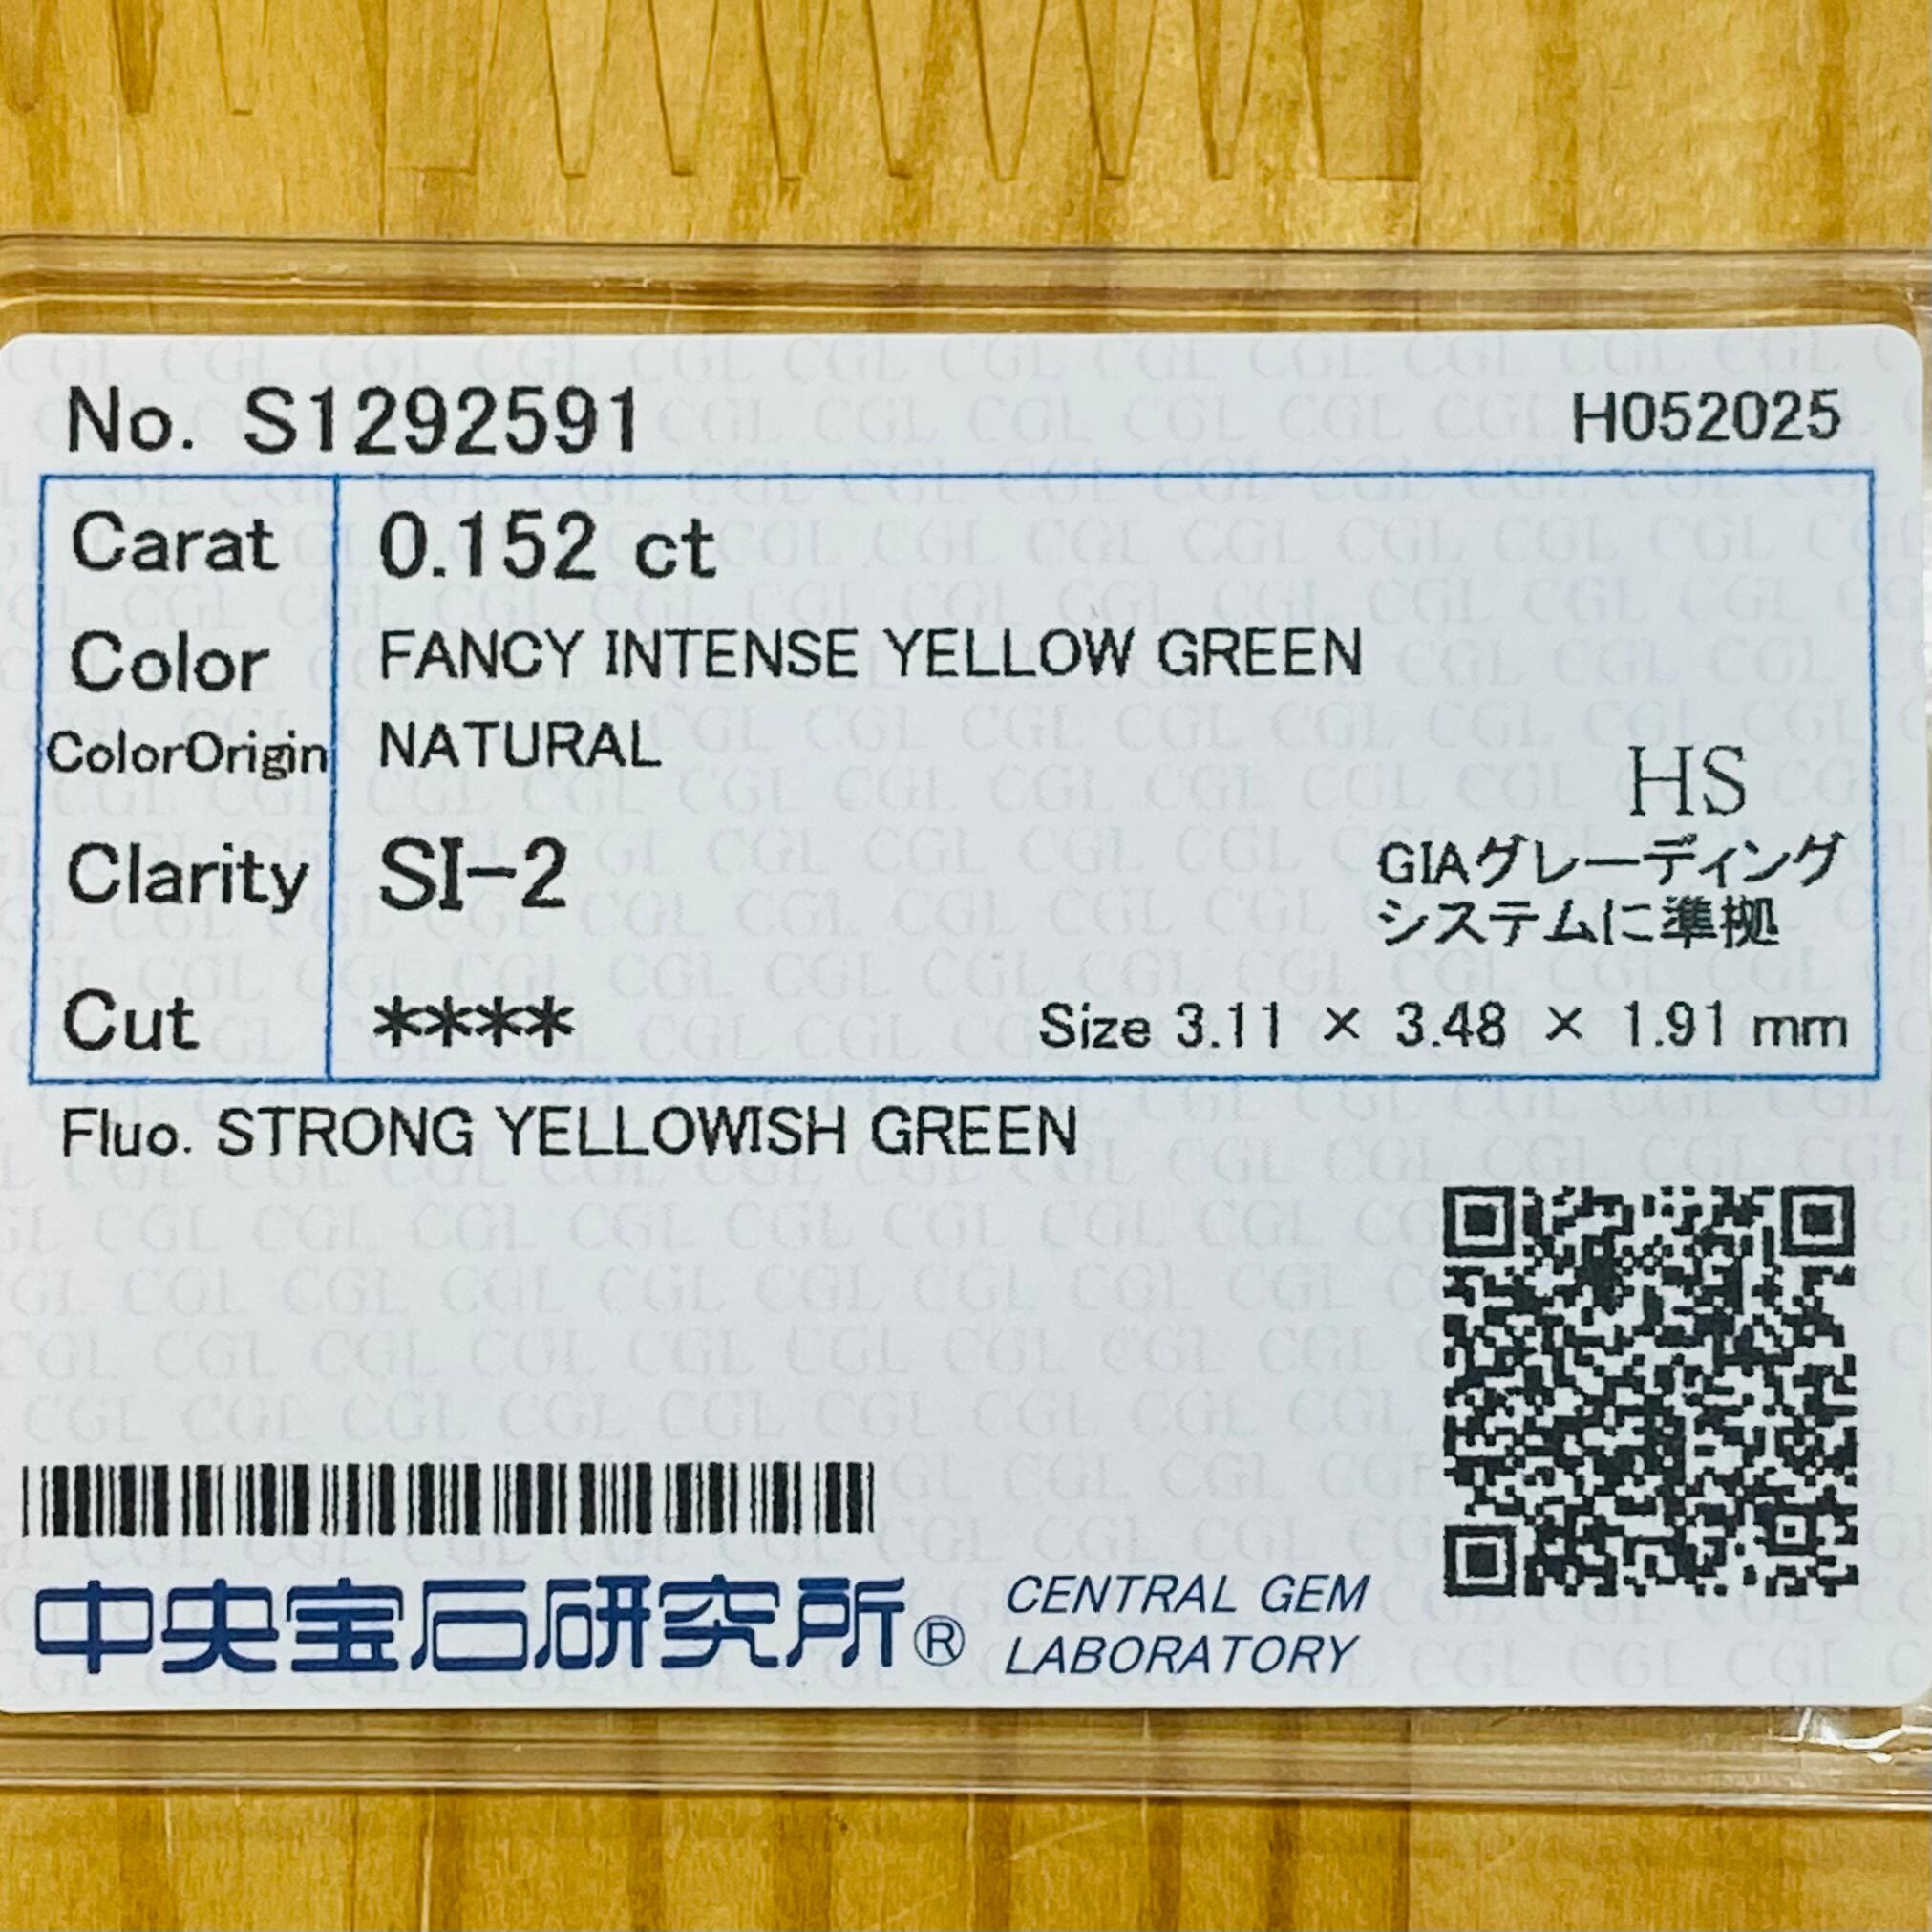 No. S1292591 H052025
Carat 0.152 ct
Color FANCY INTENSE YELLOW GREEN
ColorOrigin NATURAL
HS
Clarity SI-2
GIAグレーディング
システムに準拠
Cut **** Size 3.11 × 3.48 × 1.91 mm
Fluo. STRONG YELLOWISH GREEN
中央宝石研究所® CENTRAL GEM
LABORATORY